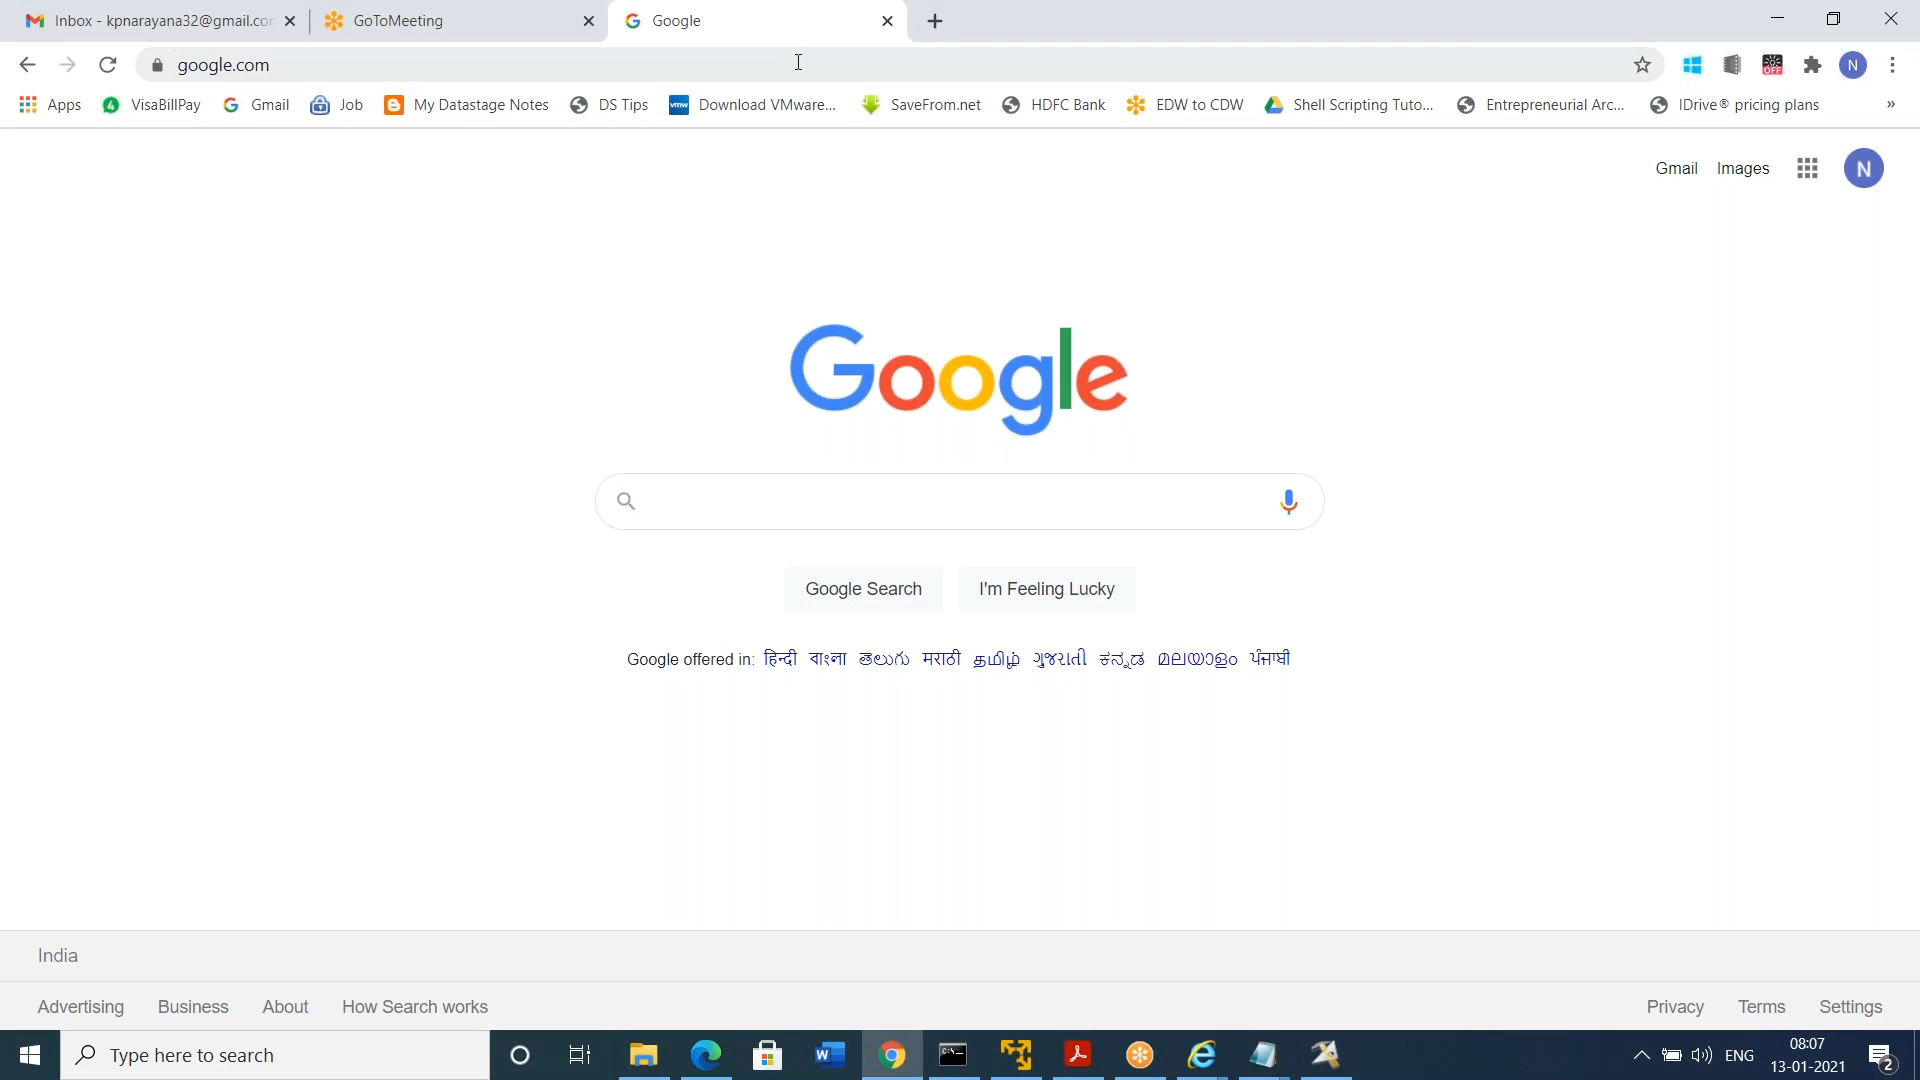 Inbox - kpnarayana32@gmail.co
GoToMeeting
Google
google.com
N
Apps
VisaBillPay
Gmail
Job
My Datastage Notes
DS Tips
vmw
Download VMware...
SaveFrom.net
HDFC Bank
EDW to CDW
Shell Scripting Tuto...
Entrepreneurial Arc...
IDrive® pricing plans
»
Gmail
Images
N
Google
Google Search
I'm Feeling Lucky
Google offered in: हिन्दी বাংলা తెలుగు मराठी தமிழ் ગુજરાતી ಕನ್ನಡ മലയാളം ਪੰਜਾਬੀ
India
Advertising
Business
About
How Search works
Privacy
Terms
Settings
Type here to search
ENG
08:07
13-01-2021
2